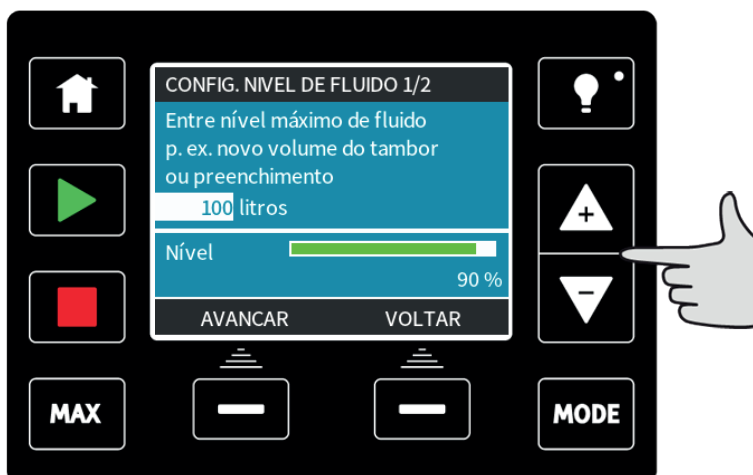 CONFIG. NIVEL DE FLUIDO 1/2
Entre nível máximo de fluido
p. ex. novo volume do tambor
ou preenchimento
100 litros
Nível
90 %
AVANCAR VOLTAR
MAX
MODE
+
−